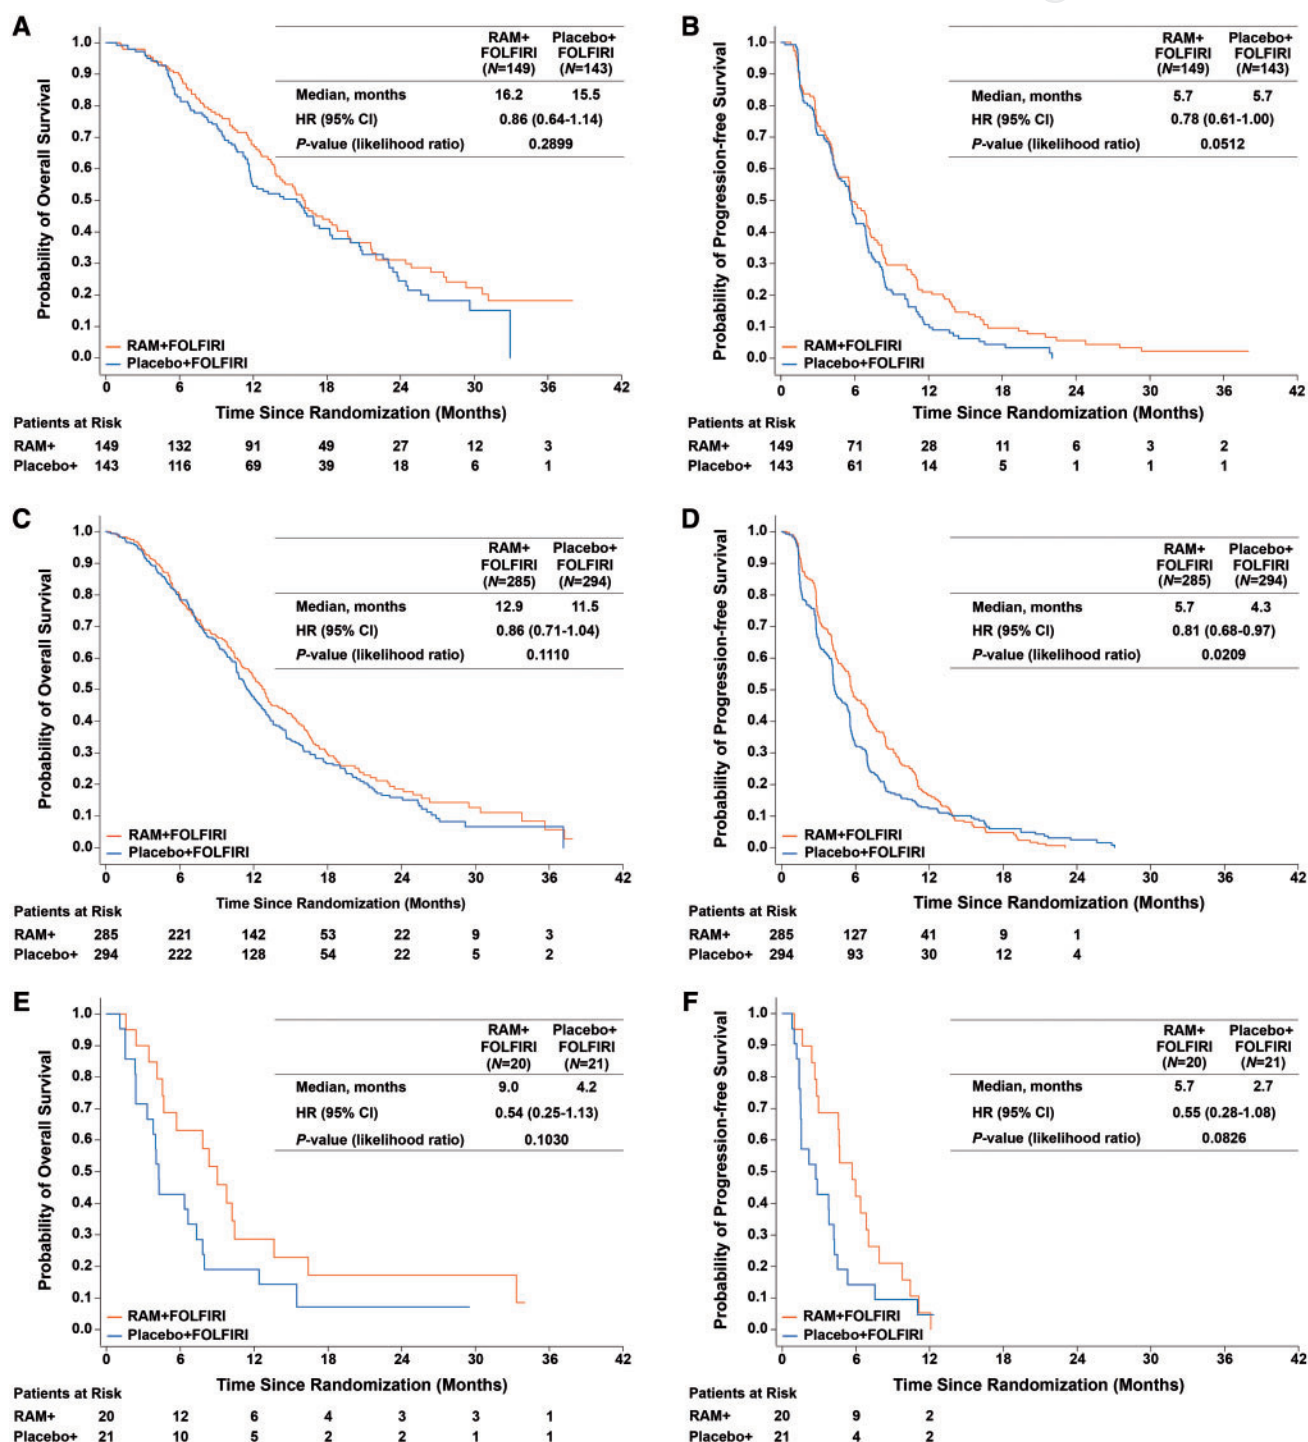 A
Probability of Overall Survival
1.0
0.9
0.8
0.7
0.6
0.5
0.4
0.3
0.2
0.1
0.0
RAM+ Placebo+
FOLFIRI FOLFIRI
(N=149) (N=143)
Median, months 16.2 15.5
HR (95% CI) 0.86 (0.64-1.14)
P-value (likelihood ratio) 0.2899
RAM+FOLFIRI
Placebo+FOLFIRI
0 6 12 18 24 30 36 42
Time Since Randomization (Months)
Patients at Risk
RAM+ 149 132 91 49 27 12 3
Placebo+ 143 116 69 39 18 6 1
B
Probability of Progression-free Survival
1.0
0.9
0.8
0.7
0.6
0.5
0.4
0.3
0.2
0.1
0.0
RAM+ Placebo+
FOLFIRI FOLFIRI
(N=149) (N=143)
Median, months 5.7 5.7
HR (95% CI) 0.78 (0.61-1.00)
P-value (likelihood ratio) 0.0512
RAM+FOLFIRI
Placebo+FOLFIRI
0 6 12 18 24 30 36 42
Time Since Randomization (Months)
Patients at Risk
RAM+ 149 71 28 11 6 3 2
Placebo+ 143 61 14 5 1 1 1
C
Probability of Overall Survival
1.0
0.9
0.8
0.7
0.6
0.5
0.4
0.3
0.2
0.1
0.0
RAM+ Placebo+
FOLFIRI FOLFIRI
(N=285) (N=294)
Median, months 12.9 11.5
HR (95% CI) 0.86 (0.71-1.04)
P-value (likelihood ratio) 0.1110
RAM+FOLFIRI
Placebo+FOLFIRI
0 6 12 18 24 30 36 42
Time Since Randomization (Months)
Patients at Risk
RAM+ 285 221 142 53 22 9 3
Placebo+ 294 222 128 54 22 5 2
D
Probability of Progression-free Survival
1.0
0.9
0.8
0.7
0.6
0.5
0.4
0.3
0.2
0.1
0.0
RAM+ Placebo+
FOLFIRI FOLFIRI
(N=285) (N=294)
Median, months 5.7 4.3
HR (95% CI) 0.81 (0.68-0.97)
P-value (likelihood ratio) 0.0209
RAM+FOLFIRI
Placebo+FOLFIRI
0 6 12 18 24 30 36 42
Time Since Randomization (Months)
Patients at Risk
RAM+ 285 127 41 9 1
Placebo+ 294 93 30 12 4
E
Probability of Overall Survival
1.0
0.9
0.8
0.7
0.6
0.5
0.4
0.3
0.2
0.1
0.0
RAM+ Placebo+
FOLFIRI FOLFIRI
(N=20) (N=21)
Median, months 9.0 4.2
HR (95% CI) 0.54 (0.25-1.13)
P-value (likelihood ratio) 0.1030
RAM+FOLFIRI
Placebo+FOLFIRI
0 6 12 18 24 30 36 42
Time Since Randomization (Months)
Patients at Risk
RAM+ 20 12 6 4 3 3 1
Placebo+ 21 10 5 2 2 1 1
F
Probability of Progression-free Survival
1.0
0.9
0.8
0.7
0.6
0.5
0.4
0.3
0.2
0.1
0.0
RAM+ Placebo+
FOLFIRI FOLFIRI
(N=20) (N=21)
Median, months 5.7 2.7
HR (95% CI) 0.55 (0.28-1.08)
P-value (likelihood ratio) 0.0826
RAM+FOLFIRI
Placebo+FOLFIRI
0 6 12 18 24 30 36 42
Time Since Randomization (Months)
Patients at Risk
RAM+ 20 9 2
Placebo+ 21 4 2